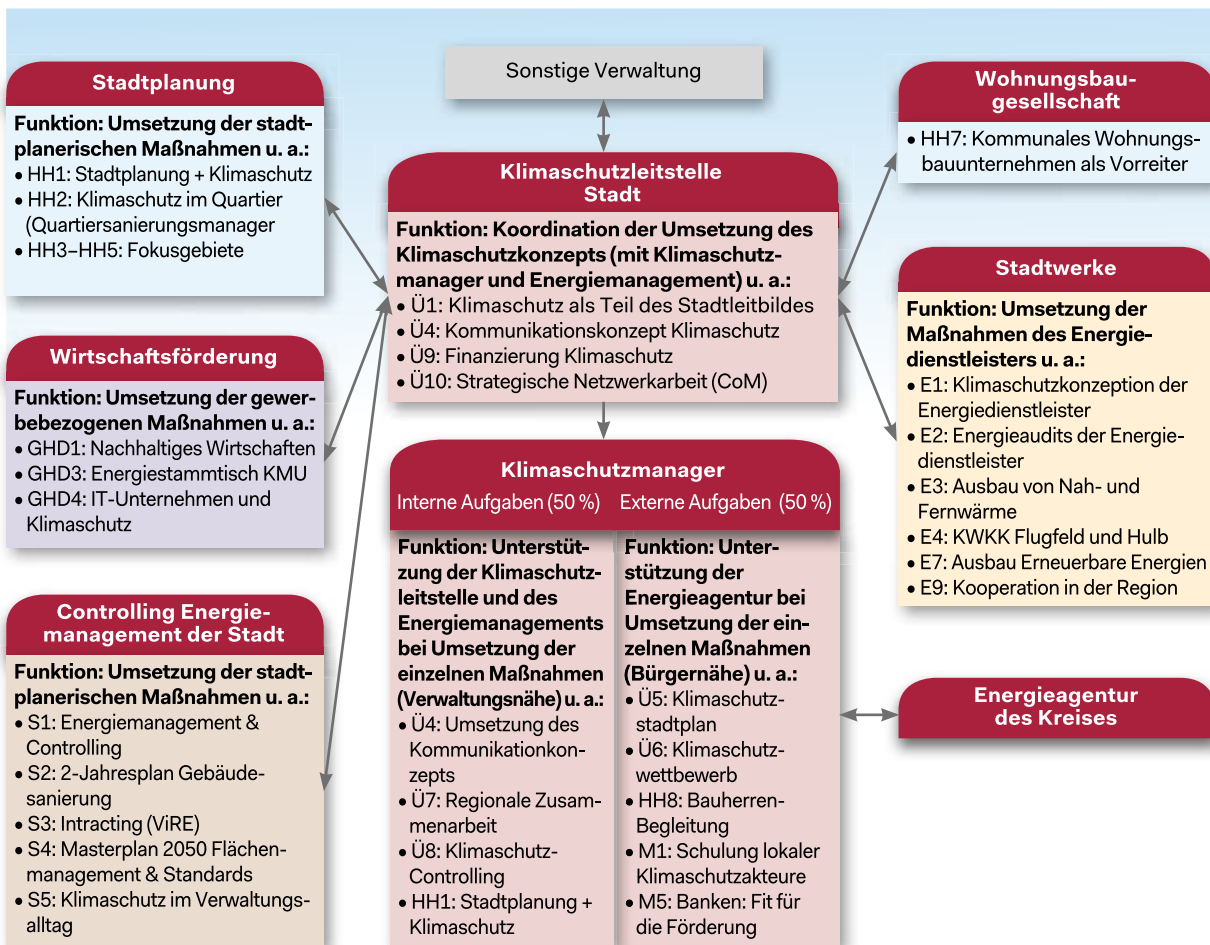 Sonstige Verwaltung
Stadtplanung
Funktion: Umsetzung der stadt-
planerischen Maßnahmen u. a.:
• HH1: Stadtplanung + Klimaschutz
• HH2: Klimaschutz im Quartier
(Quartiersanierungsmanager
• HH3–HH5: Fokusgebiete
Wirtschaftsförderung
Funktion: Umsetzung der gewer-
bebezogenen Maßnahmen u. a.:
• GHD1: Nachhaltiges Wirtschaften
• GHD3: Energiestammtisch KMU
• GHD4: IT-Unternehmen und
Klimaschutz
Controlling Energie-
management der Stadt
Funktion: Umsetzung der stadt-
planerischen Maßnahmen u. a.:
• S1: Energiemanagement &
Controlling
• S2: 2-Jahresplan Gebäude-
sanierung
• S3: Intracting (ViRE)
• S4: Masterplan 2050 Flächen-
management & Standards
• S5: Klimaschutz im Verwaltungs-
alltag
Klimaschutzleitstelle
Stadt
Funktion: Koordination der Umsetzung des
Klimaschutzkonzepts (mit Klimaschutz-
manager und Energiemanagement) u. a.:
• Ü1: Klimaschutz als Teil des Stadtleitbildes
• Ü4: Kommunikationskonzept Klimaschutz
• Ü9: Finanzierung Klimaschutz
• Ü10: Strategische Netzwerkarbeit (CoM)
Klimaschutzmanager
Interne Aufgaben (50 %)
Funktion: Unterstüt-
zung der Klimaschutz-
leitstelle und des
Energiemanagements
bei Umsetzung der
einzelnen Maßnahmen
(Verwaltungsnähe) u. a.:
• Ü4: Umsetzung des
Kommunikationkon-
zepts
• Ü7: Regionale Zusam-
menarbeit
• Ü8: Klimaschutz-
Controlling
• HH1: Stadtplanung +
Klimaschutz
Externe Aufgaben (50 %)
Funktion: Unter-
stützung der
Energieagentur bei
Umsetzung der ein-
zelnen Maßnahmen
(Bürgernähe) u. a.:
• Ü5: Klimaschutz-
stadtplan
• Ü6: Klimaschutz-
wettbewerb
• HH8: Bauherren-
Begleitung
• M1: Schulung lokaler
Klimaschutzakteure
• M5: Banken: Fit für
die Förderung
Wohnungsbau-
gesellschaft
• HH7: Kommunales Wohnungs-
bauunternehmen als Vorreiter
Stadtwerke
Funktion: Umsetzung der
Maßnahmen des Energie-
dienstleisters u. a.:
• E1: Klimaschutzkonzeption der
Energiedienstleister
• E2: Energieaudits der Energie-
dienstleister
• E3: Ausbau von Nah- und
Fernwärme
• E4: KWKK Flugfeld und Hulb
• E7: Ausbau Erneuerbare Energien
• E9: Kooperation in der Region
Energieagentur
des Kreises